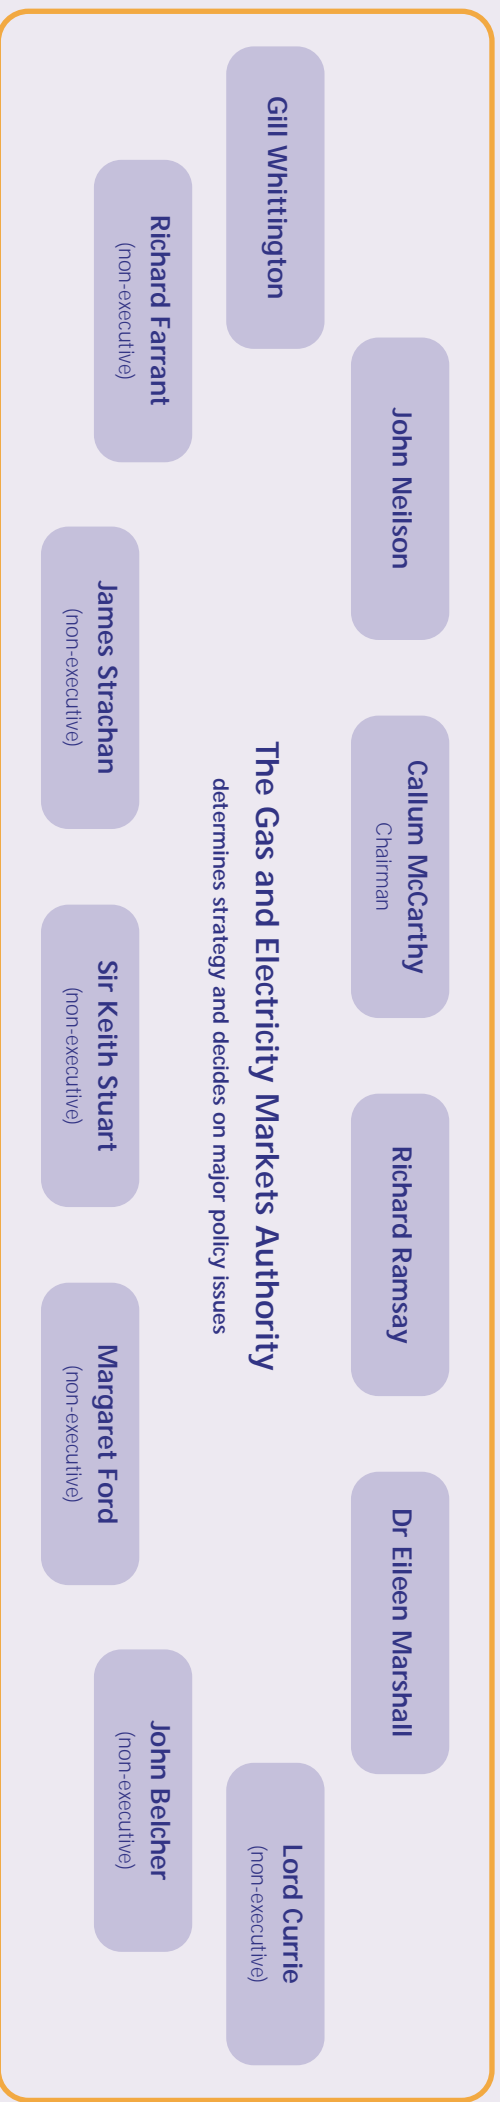 John Neilson
Callum McCarthy
Chairman
Richard Ramsay
Dr Eileen Marshall
Gill Whittington
The Gas and Electricity Markets Authority
determines strategy and decides on major policy issues
Lord Currie
(non-executive)
Richard Farrant
(non-executive)
John Belcher
(non-executive)
James Strachan
(non-executive)
Sir Keith Stuart
(non-executive)
Margaret Ford
(non-executive)